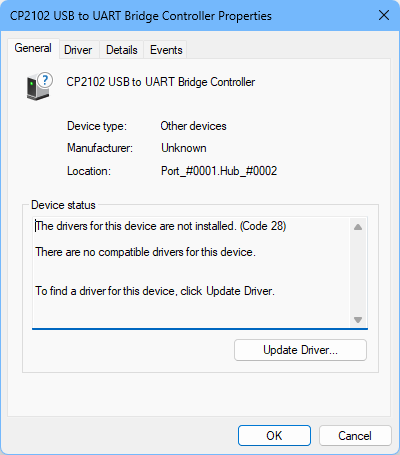 CP2102 USB to UART Bridge Controller Properties
General Driver Details Events
CP2102 USB to UART Bridge Controller
Device type: Other devices
Manufacturer: Unknown
Location: Port_#0001.Hub_#0002
Device status
The drivers for this device are not installed. (Code 28)
There are no compatible drivers for this device.
To find a driver for this device, click Update Driver.
Update Driver...
OK Cancel